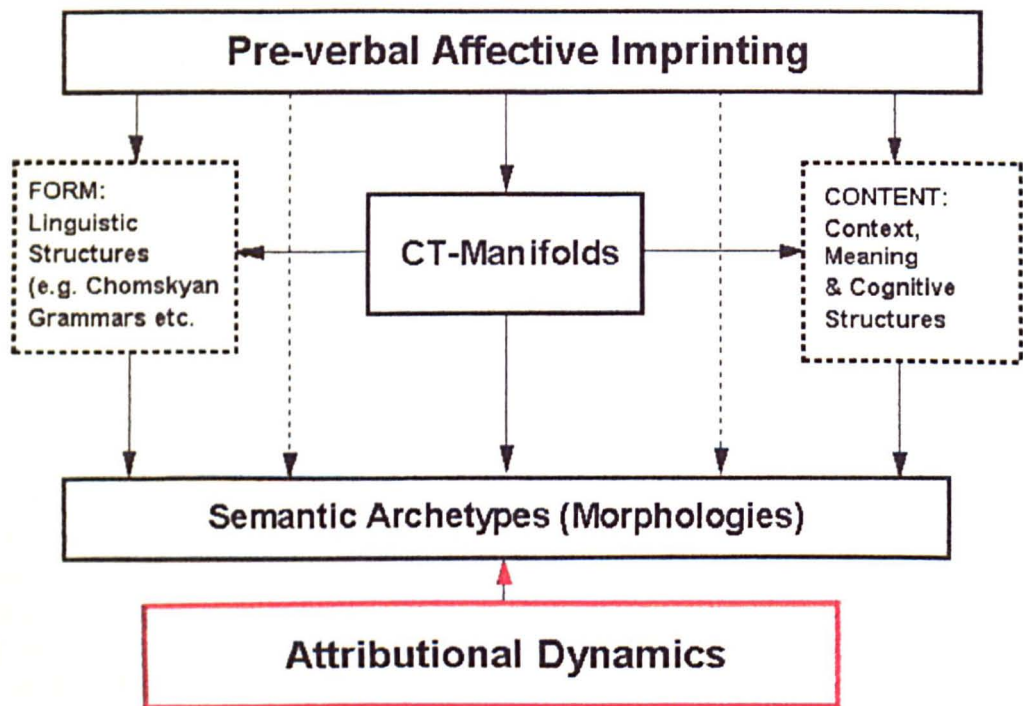 Pre-verbal Affective Imprinting
FORM:
Linguistic
Structures
(e.g. Chomskyan
Grammars etc.
CT-Manifolds
CONTENT:
Context,
Meaning
& Cognitive
Structures
Semantic Archetypes (Morphologies)
Attributional Dynamics